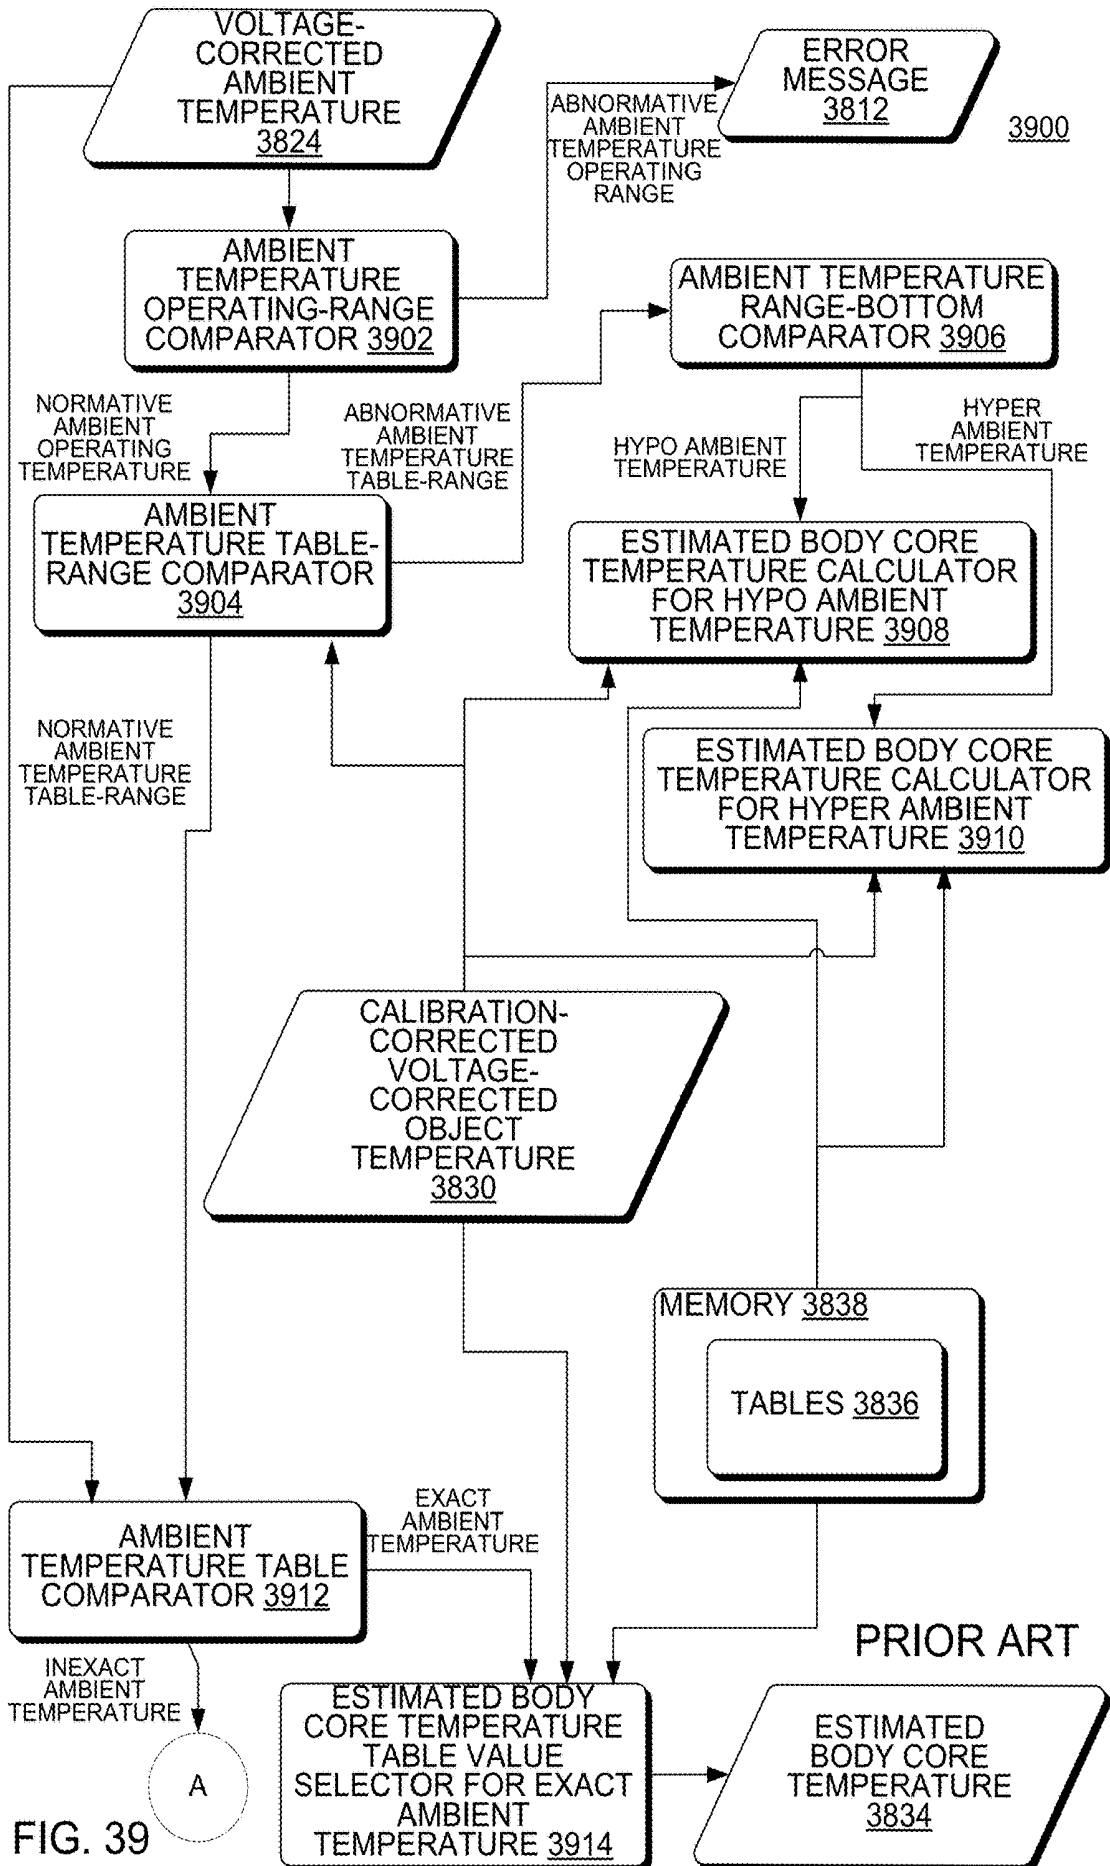 VOLTAGE-
CORRECTED
AMBIENT
TEMPERATURE
3824
ERROR
MESSAGE
3812
3900
ABNORMATIVE
AMBIENT
TEMPERATURE
OPERATING
RANGE
AMBIENT
TEMPERATURE
OPERATING-RANGE
COMPARATOR 3902
AMBIENT TEMPERATURE
RANGE-BOTTOM
COMPARATOR 3906
NORMATIVE
AMBIENT
OPERATING
TEMPERATURE
ABNORMATIVE
AMBIENT
TEMPERATURE
TABLE-RANGE
HYPO AMBIENT
TEMPERATURE
HYPER
AMBIENT
TEMPERATURE
AMBIENT
TEMPERATURE TABLE-
RANGE COMPARATOR
3904
ESTIMATED BODY CORE
TEMPERATURE CALCULATOR
FOR HYPO AMBIENT
TEMPERATURE 3908
NORMATIVE
AMBIENT
TEMPERATURE
TABLE-RANGE
ESTIMATED BODY CORE
TEMPERATURE CALCULATOR
FOR HYPER AMBIENT
TEMPERATURE 3910
CALIBRATION-
CORRECTED
VOLTAGE-
CORRECTED
OBJECT
TEMPERATURE
3830
MEMORY 3838
TABLES 3836
AMBIENT
TEMPERATURE TABLE
COMPARATOR 3912
EXACT
AMBIENT
TEMPERATURE
INEXACT
AMBIENT
TEMPERATURE
A
PRIOR ART
ESTIMATED BODY
CORE TEMPERATURE
TABLE VALUE
SELECTOR FOR EXACT
AMBIENT
TEMPERATURE 3914
ESTIMATED
BODY CORE
TEMPERATURE
3834
FIG. 39